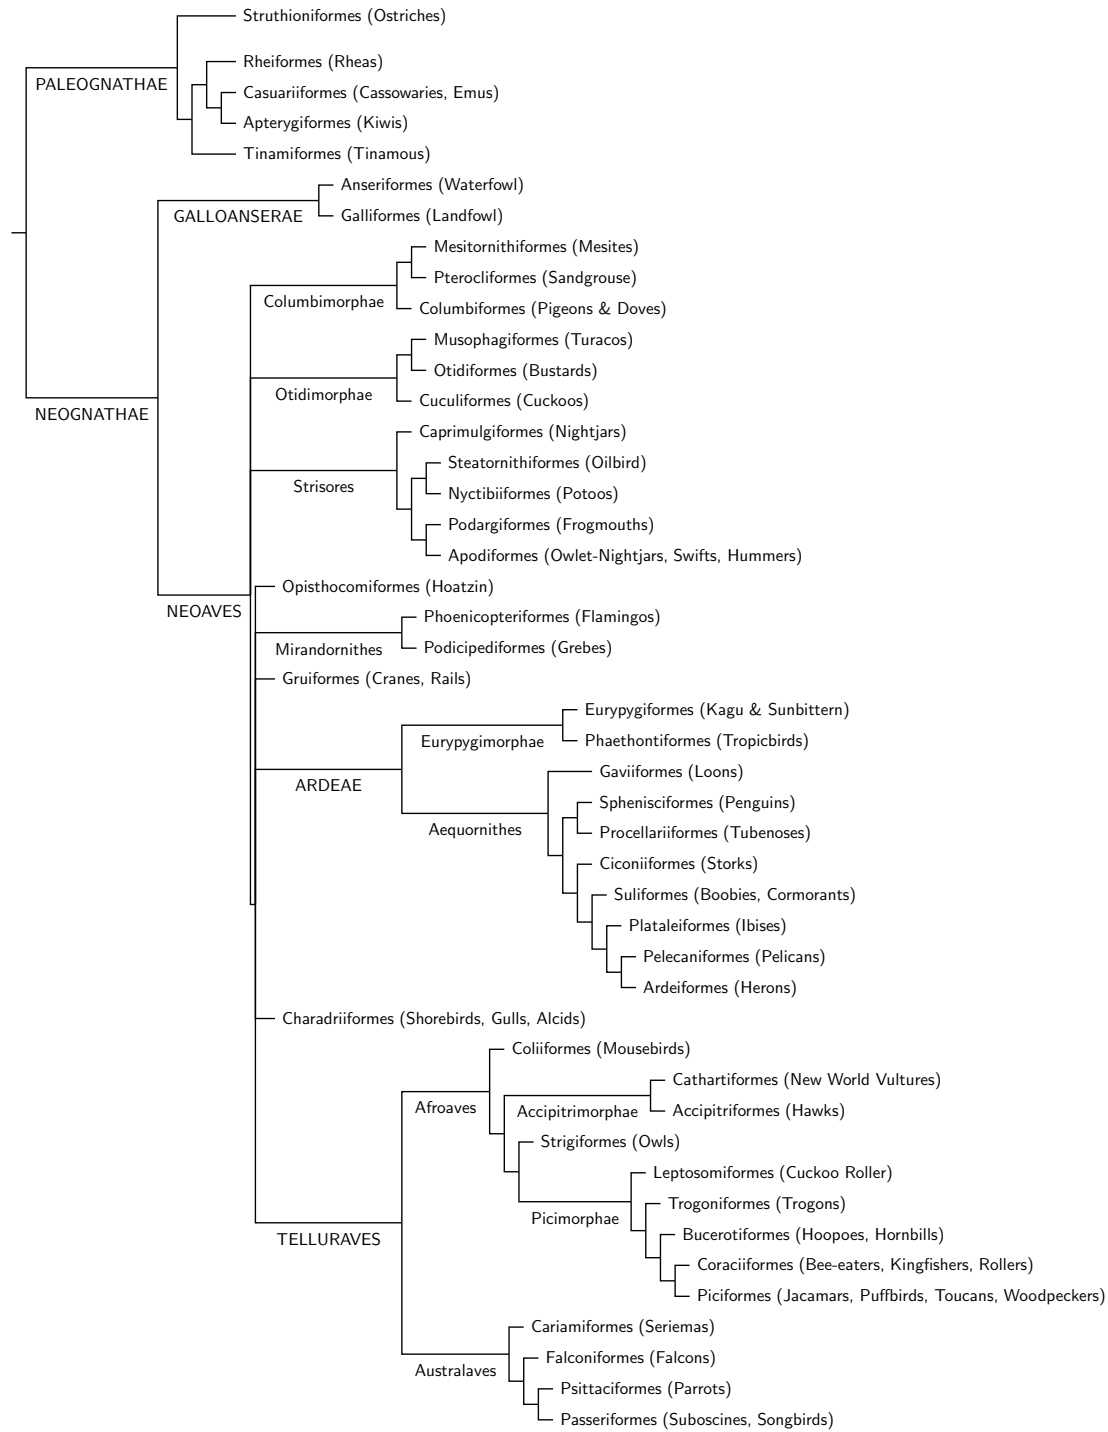 Struthioniformes (Ostriches)
Rheiformes (Rheas)
PALEOGNATHAE
Casuariiformes (Cassowaries, Emus)
Apterygiformes (Kiwis)
Tinamiformes (Tinamous)
Anseriformes (Waterfowl)
GALLOANSERAE
Galliformes (Landfowl)
Mesitornithiformes (Mesites)
Pterocliformes (Sandgrouse)
Columbimorphae
Columbiformes (Pigeons & Doves)
Musophagiformes (Turacos)
Otidiformes (Bustards)
Otidimorphae
Cuculiformes (Cuckoos)
NEOGNATHAE
Caprimulgiformes (Nightjars)
Steatornithiformes (Oilbird)
Strisores
Nyctibiiformes (Potoos)
Podargiformes (Frogmouths)
Apodiformes (Owlet-Nightjars, Swifts, Hummers)
Opisthocomiformes (Hoatzin)
NEOAVES
Phoenicopteriformes (Flamingos)
Mirandornithes
Podicipediformes (Grebes)
Gruiformes (Cranes, Rails)
Eurypygiformes (Kagu & Sunbittern)
Eurypygimorphae
Phaethontiformes (Tropicbirds)
Gaviiformes (Loons)
ARDEAE
Sphenisciformes (Penguins)
Aequornithes
Procellariiformes (Tubenoses)
Ciconiiformes (Storks)
Suliformes (Boobies, Cormorants)
Plataleiformes (Ibises)
Pelecaniformes (Pelicans)
Ardeiformes (Herons)
Charadriiformes (Shorebirds, Gulls, Alcids)
Coliiformes (Mousebirds)
Cathartiformes (New World Vultures)
Afroaves
Accipitrimorphae
Accipitriformes (Hawks)
Strigiformes (Owls)
Leptosomiformes (Cuckoo Roller)
Trogoniformes (Trogons)
Picimorphae
Bucerotiformes (Hoopoes, Hornbills)
TELLURAVES
Coraciiformes (Bee-eaters, Kingfishers, Rollers)
Piciformes (Jacamars, Puffbirds, Toucans, Woodpeckers)
Cariamiformes (Seriemas)
Falconiformes (Falcons)
Australaves
Psittaciformes (Parrots)
Passeriformes (Suboscines, Songbirds)